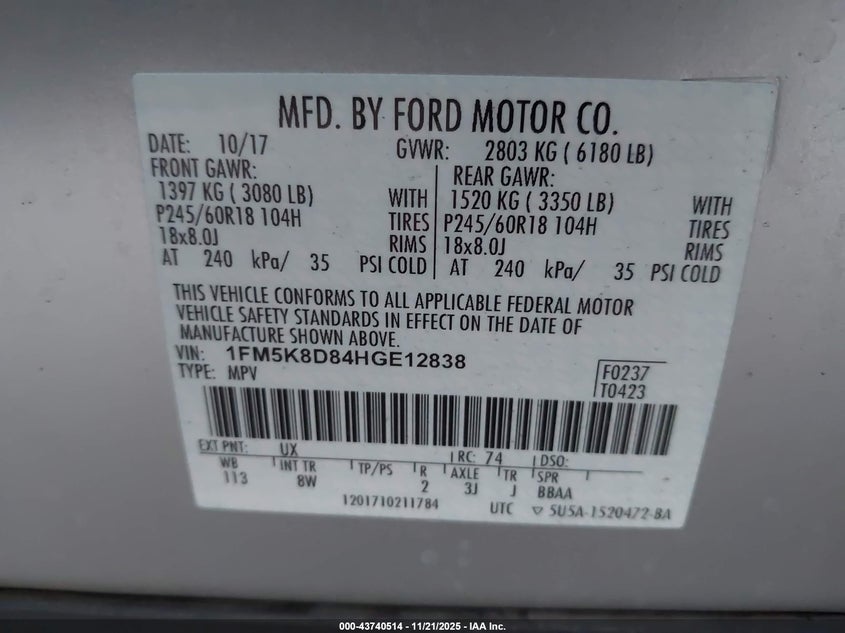 MFD. BY FORD MOTOR CO.
DATE: 10/17 GVWR: 2803 KG ( 6180 LB)
FRONT GAWR: REAR GAWR:
1397 KG ( 3080 LB) WITH 1520 KG ( 3350 LB) WITH
P245/60R18 104H TIRES P245/60R18 104H TIRES
18x8.0J RIMS 18x8.0J RIMS
AT 240 kPa/ 35 PSI COLD AT 240 kPa/ 35 PSI COLD
THIS VEHICLE CONFORMS TO ALL APPLICABLE FEDERAL MOTOR
VEHICLE SAFETY STANDARDS IN EFFECT ON THE DATE OF
MANUFACTURE SHOWN ABOVE.
VIN: 1FM5K8D84HGE12838 F0237
TYPE: MPV T0423
EXT PNT: UX RC: 74 DSO:
WB INT TR TP/PS R AXLE TR SPR
113 8W 2 3J J BBAA
1201710211784 UTC ▽ 5U5A-1520472-BA
000-43740514 - 11/21/2025 - IAA Inc.